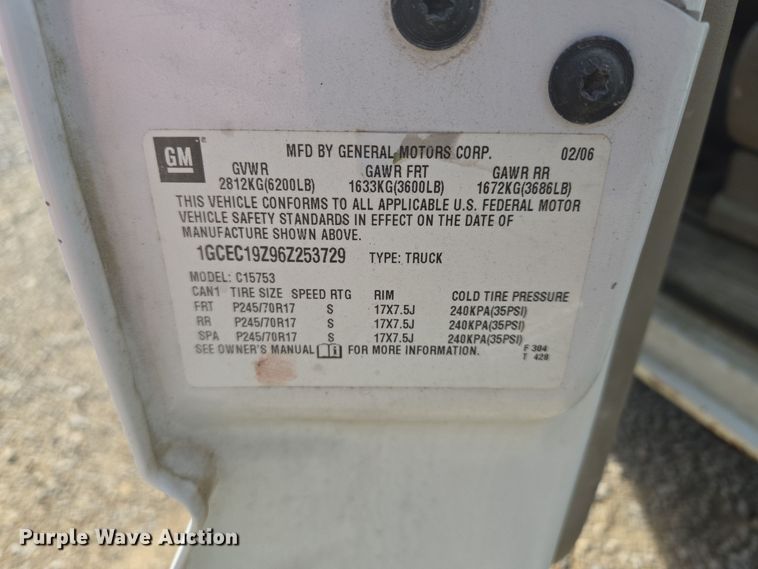 GM
MFD BY GENERAL MOTORS CORP. 02/06
GVWR GAWR FRT GAWR RR
2812KG(6200LB) 1633KG(3600LB) 1672KG(3686LB)
THIS VEHICLE CONFORMS TO ALL APPLICABLE U.S. FEDERAL MOTOR
VEHICLE SAFETY STANDARDS IN EFFECT ON THE DATE OF
MANUFACTURE SHOWN ABOVE.
1GCEC19Z96Z253729 TYPE: TRUCK
MODEL: C15753
CAN1 TIRE SIZE SPEED RTG RIM COLD TIRE PRESSURE
FRT P245/70R17 S 17X7.5J 240KPA(35PSI)
RR P245/70R17 S 17X7.5J 240KPA(35PSI)
SPA P245/70R17 S 17X7.5J 240KPA(35PSI)
SEE OWNER'S MANUAL FOR MORE INFORMATION. F 304
T 428
Purple Wave Auction